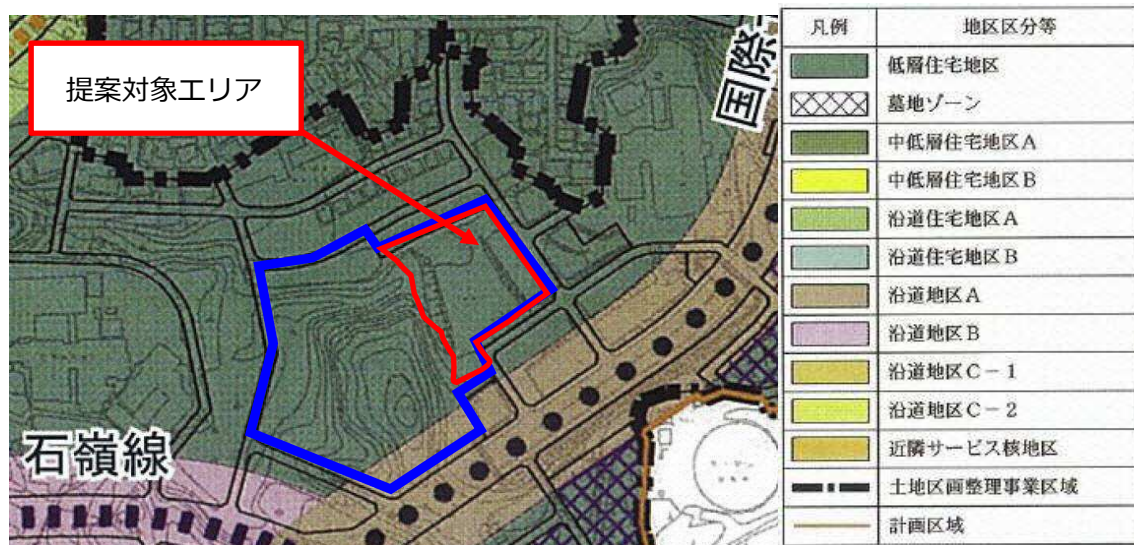 提案対象エリア
国際
石嶺線
凡例 地区区分等
低層住宅地区
墓地ゾーン
中低層住宅地区A
中低層住宅地区B
沿道住宅地区A
沿道住宅地区B
沿道地区A
沿道地区B
沿道地区C－1
沿道地区C－2
近隣サービス核地区
土地区画整理事業区域
計画区域